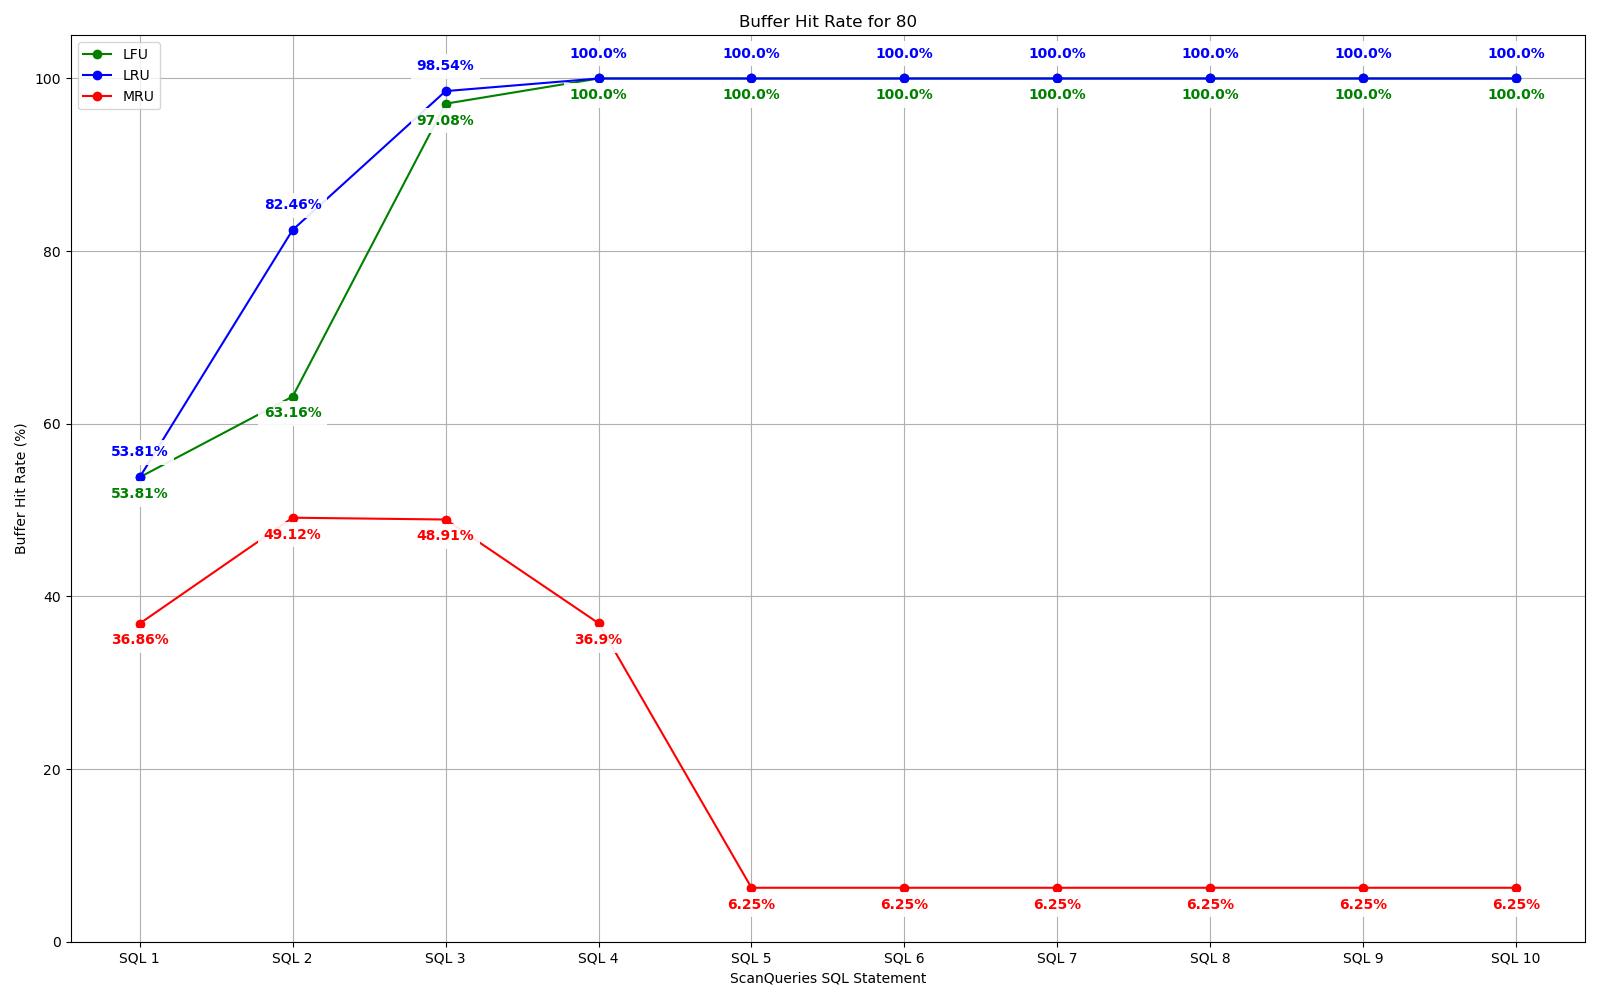 Buffer Hit Rate for 80
LFU
LRU
MRU
100.0% 100.0% 100.0% 100.0% 100.0% 100.0% 100.0%
98.54%
100
100.0% 100.0% 100.0% 100.0% 100.0% 100.0% 100.0%
97.08%
82.46%
80
63.16%
60
53.81%
53.81%
49.12%
48.91%
Buffer Hit Rate (%)
40
36.86%
36.9%
20
6.25% 6.25% 6.25% 6.25% 6.25% 6.25%
0
SQL 1 SQL 2 SQL 3 SQL 4 SQL 5 SQL 6 SQL 7 SQL 8 SQL 9 SQL 10
ScanQueries SQL Statement